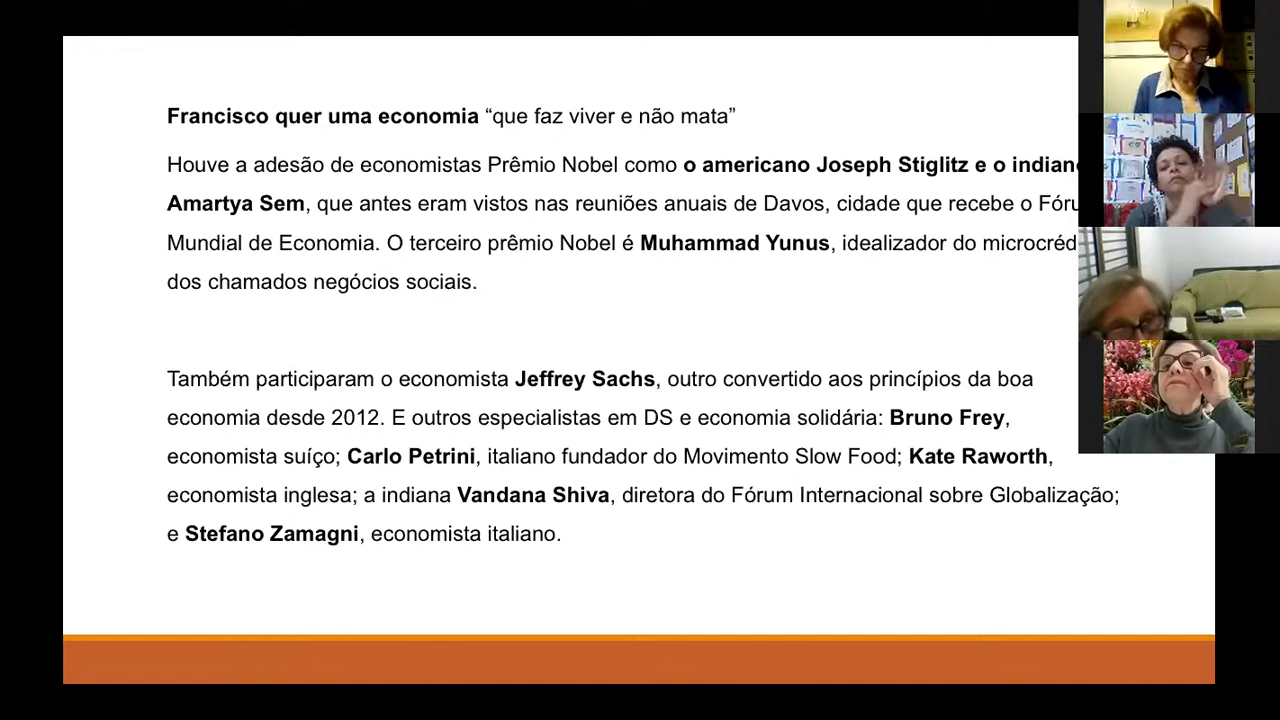 Francisco quer uma economia “que faz viver e não mata”
Houve a adesão de economistas Prêmio Nobel como o americano Joseph Stiglitz e o
Amartya Sem, que antes eram vistos nas reuniões anuais de Davos, cidade que recebe o
Mundial de Economia. O terceiro prêmio Nobel é Muhammad Yunus, idealizador do
dos chamados negócios sociais.
Também participaram o economista Jeffrey Sachs, outro convertido aos princípios da boa
economia desde 2012. E outros especialistas em DS e economia solidária: Bruno Frey,
economista suíço; Carlo Petrini, italiano fundador do Movimento Slow Food; Kate Raworth,
economista inglesa; a indiana Vandana Shiva, diretora do Fórum Internacional sobre Globalização;
e Stefano Zamagni, economista italiano.